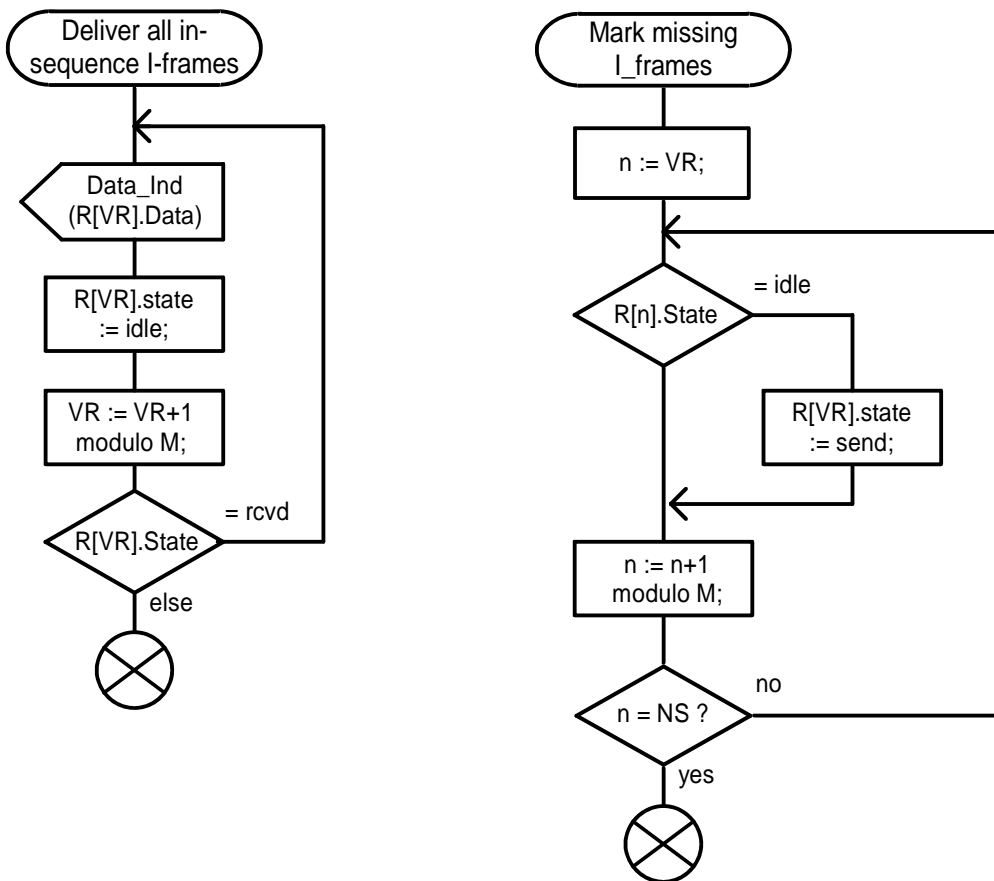 Deliver all in-
sequence I-frames
Data_Ind
(R[VR].Data)
R[VR].state
:= idle;
VR := VR+1
modulo M;
R[VR].State
= rcvd
else
Mark missing
I_frames
n := VR;
R[n].State
= idle
R[VR].state
:= send;
n := n+1
modulo M;
n = NS ?
no
yes